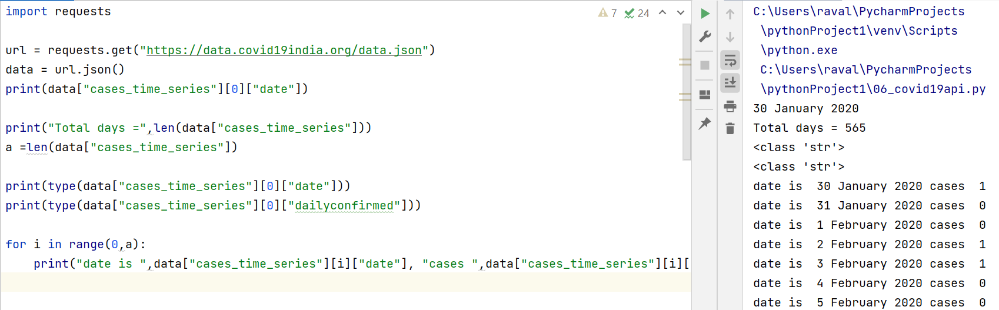 import requests
7 24
url = requests.get("https://data.covid19india.org/data.json")
data = url.json()
print(data["cases_time_series"][0]["date"])
print("Total days =",len(data["cases_time_series"]))
a =len(data["cases_time_series"])
print(type(data["cases_time_series"][0]["date"]))
print(type(data["cases_time_series"][0]["dailyconfirmed"]))
for i in range(0,a):
    print("date is ",data["cases_time_series"][i]["date"], "cases ",data["cases_time_series"][i][
C:\Users\raval\PycharmProjects
\pythonProject1\venv\Scripts
\python.exe
C:\Users\raval\PycharmProjects
\pythonProject1\06_covid19api.py
30 January 2020
Total days = 565
<class 'str'>
<class 'str'>
date is  30 January 2020 cases  1
date is  31 January 2020 cases  0
date is  1 February 2020 cases  0
date is  2 February 2020 cases  1
date is  3 February 2020 cases  1
date is  4 February 2020 cases  0
date is  5 February 2020 cases  0